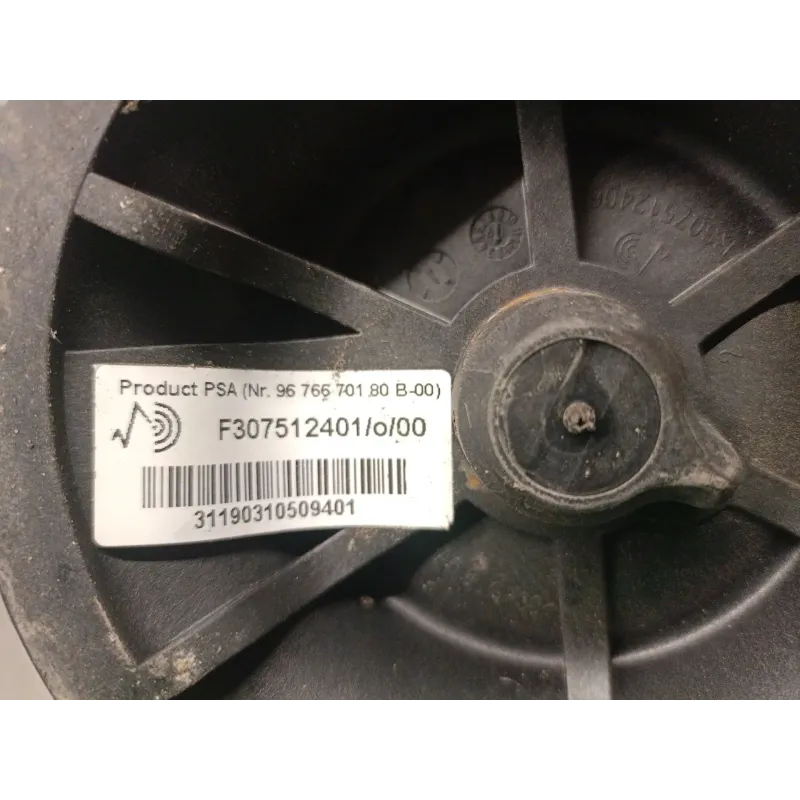 Product PSA (Nr. 96 766 701 80 B-00)
F307512401/o/00
31190310509401